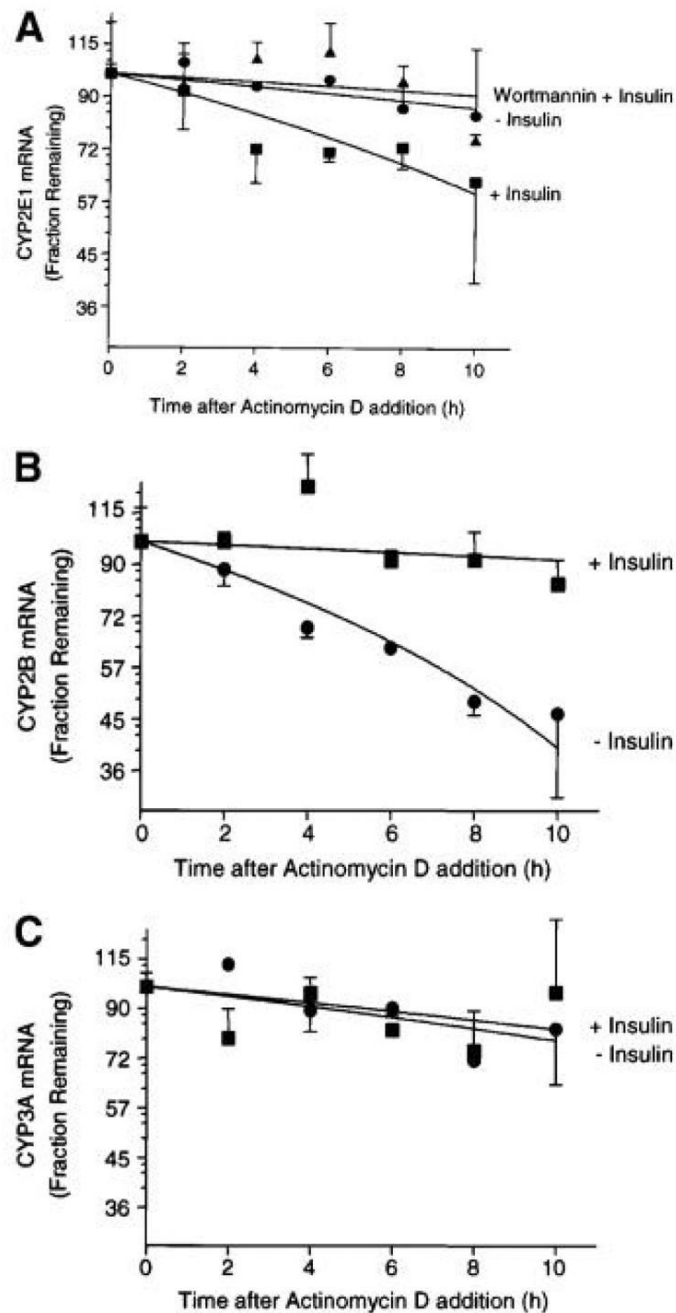 A
CYP2E1 mRNA
(Fraction Remaining)
115
90
72
57
45
36
Wortmannin + Insulin
- Insulin
+ Insulin
0 2 4 6 8 10
Time after Actinomycin D addition (h)
B
CYP2B mRNA
(Fraction Remaining)
115
90
72
57
45
36
+ Insulin
- Insulin
0 2 4 6 8 10
Time after Actinomycin D addition (h)
C
CYP3A mRNA
(Fraction Remaining)
115
90
72
57
45
36
+ Insulin
- Insulin
0 2 4 6 8 10
Time after Actinomycin D addition (h)